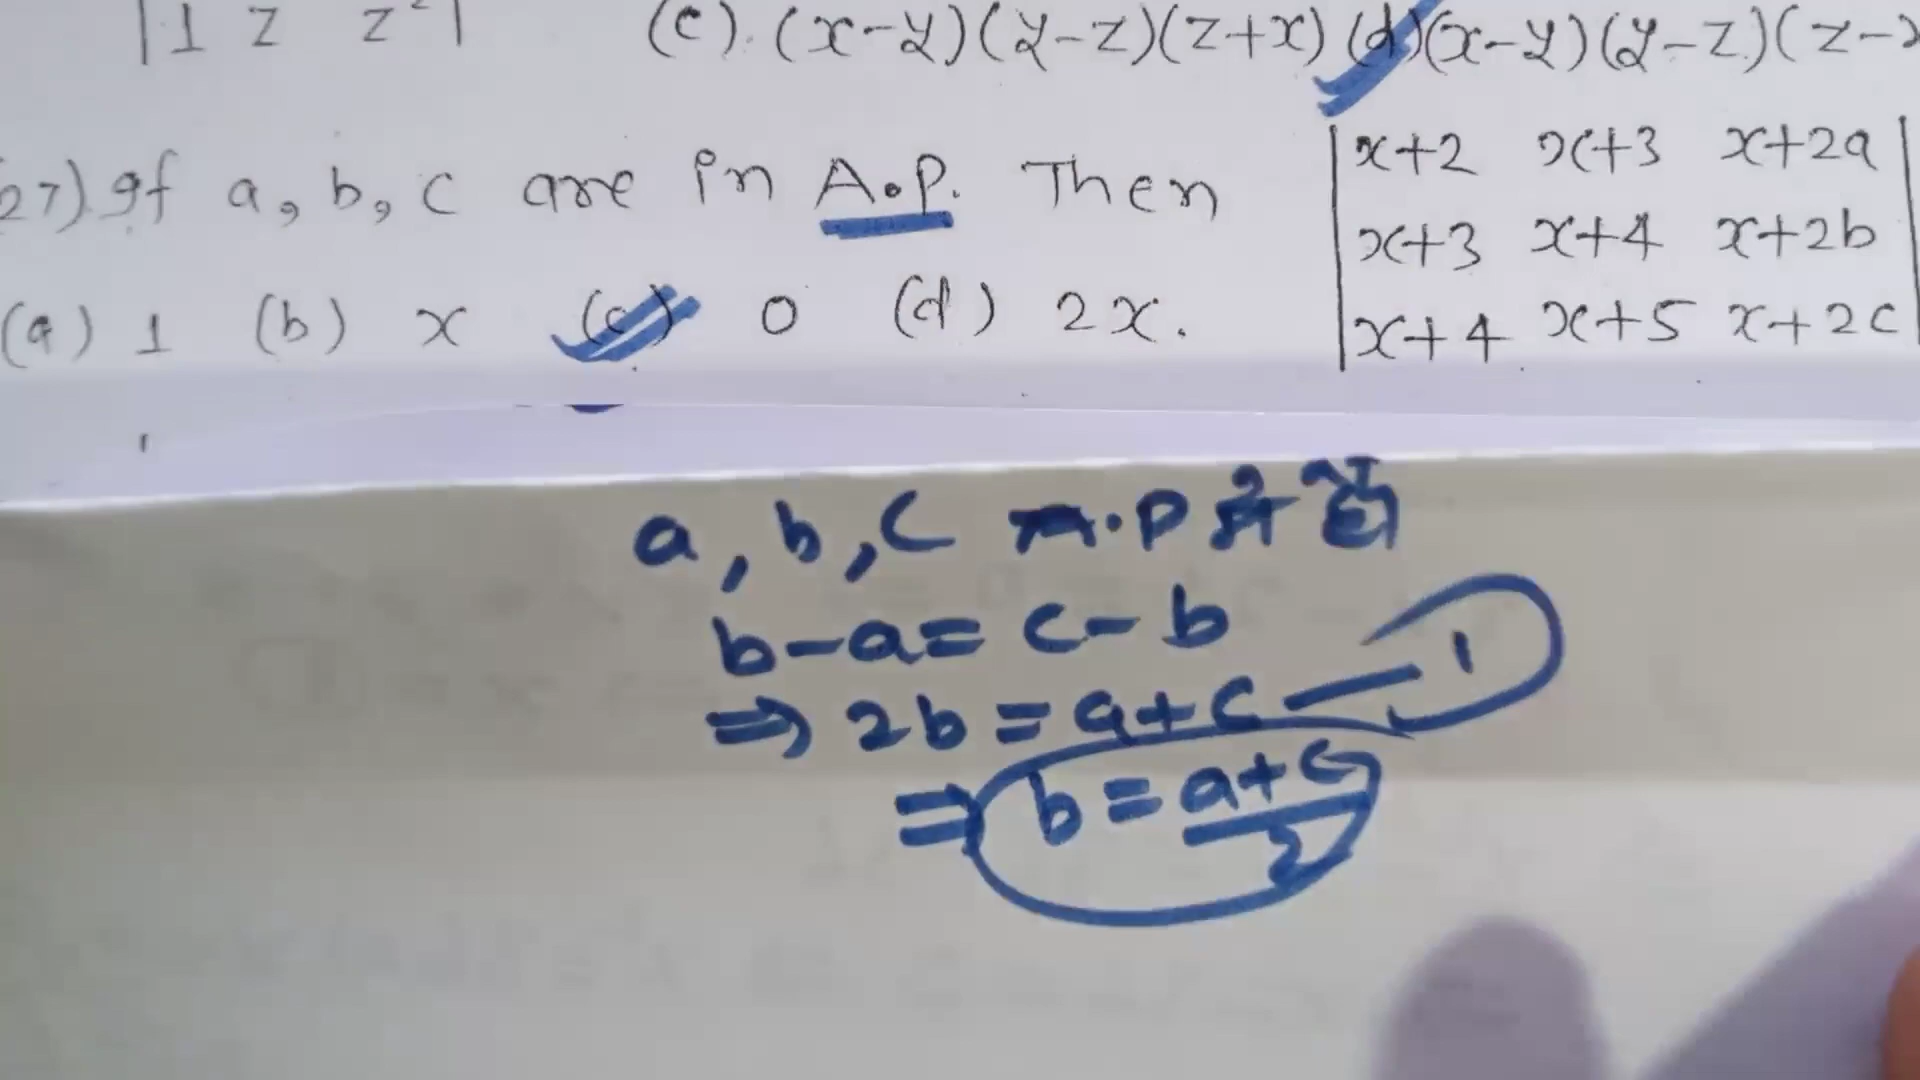 |1 z z²|
(c). (x-y)(y-z)(z+x) (d) (x-y)(y-z)(z-x
27). If a, b, c are in A.P. Then
|x+2 x+3 x+2a|
|x+3 x+4 x+2b|
|x+4 x+5 x+2c|
(a) 1 (b) x (c) 0 (d) 2x.
a, b, c A.P में है
b-a = c-b
⇒ 2b = a+c — 1
⇒ b = a+c/2